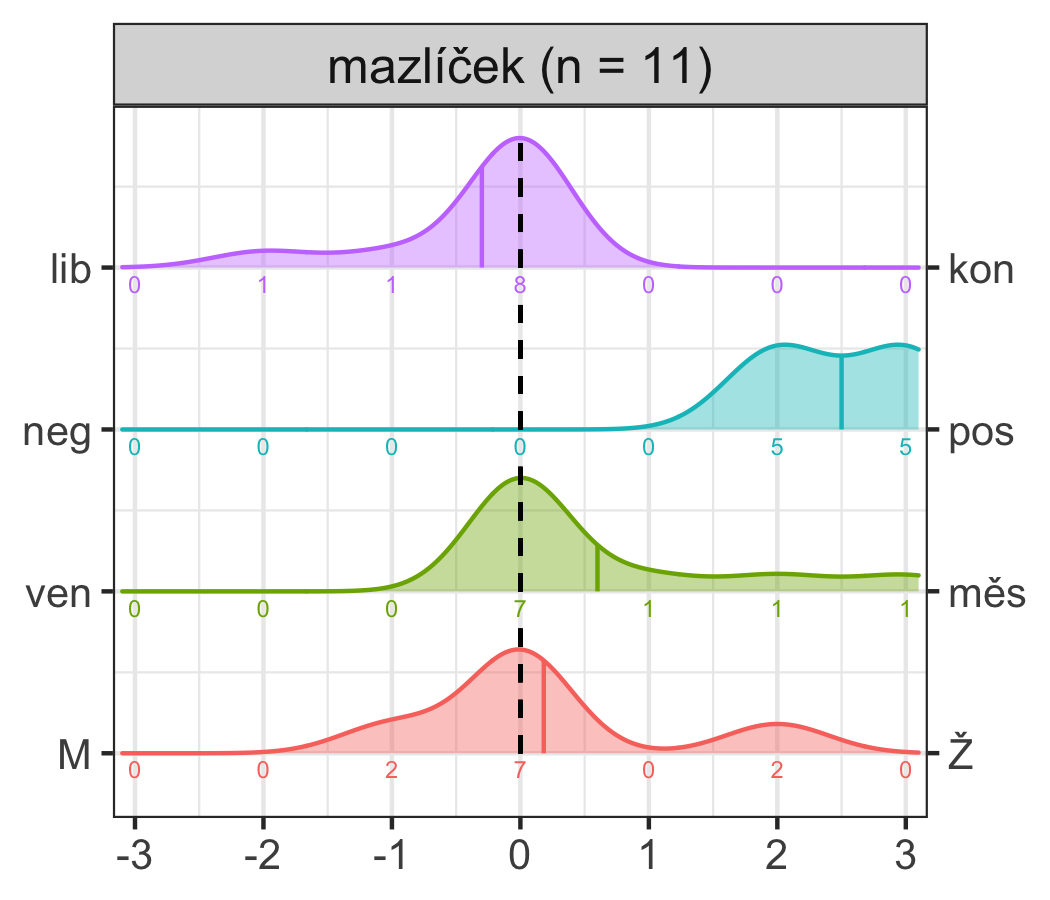 mazlíček (n = 11)
lib kon
0 1 1 8 0 0 0
neg pos
0 0 0 0 0 5 5
ven měs
0 0 0 7 1 1 1
M Ž
0 0 2 7 0 2 0
-3 -2 -1 0 1 2 3